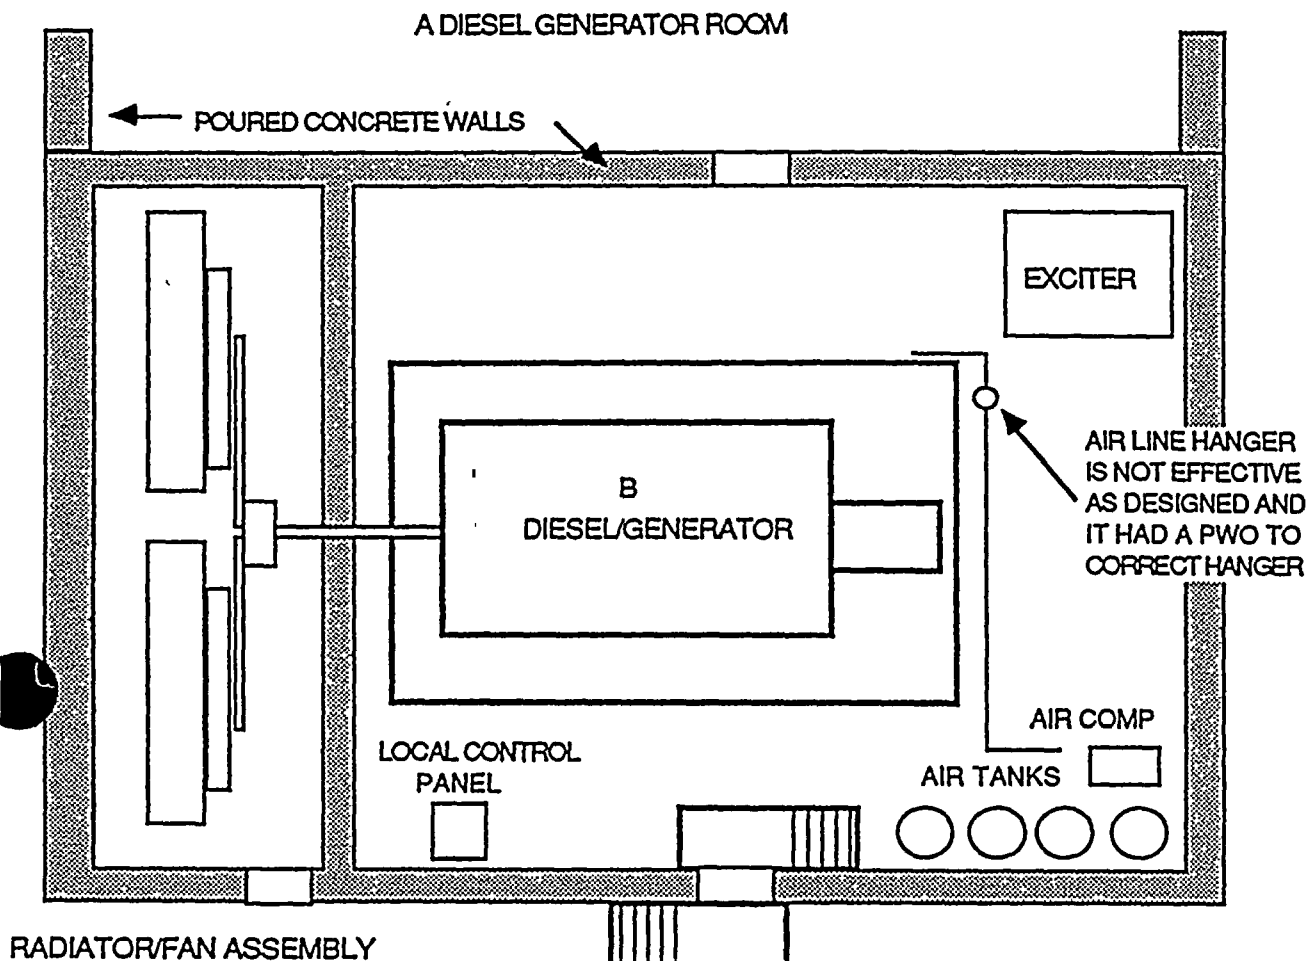 A DIESEL GENERATOR ROOM
POURED CONCRETE WALLS
EXCITER
AIR LINE HANGER
IS NOT EFFECTIVE
AS DESIGNED AND
IT HAD A PWO TO
CORRECT HANGER
B
DIESEL/GENERATOR
LOCAL CONTROL
PANEL
AIR COMP
AIR TANKS
RADIATOR/FAN ASSEMBLY